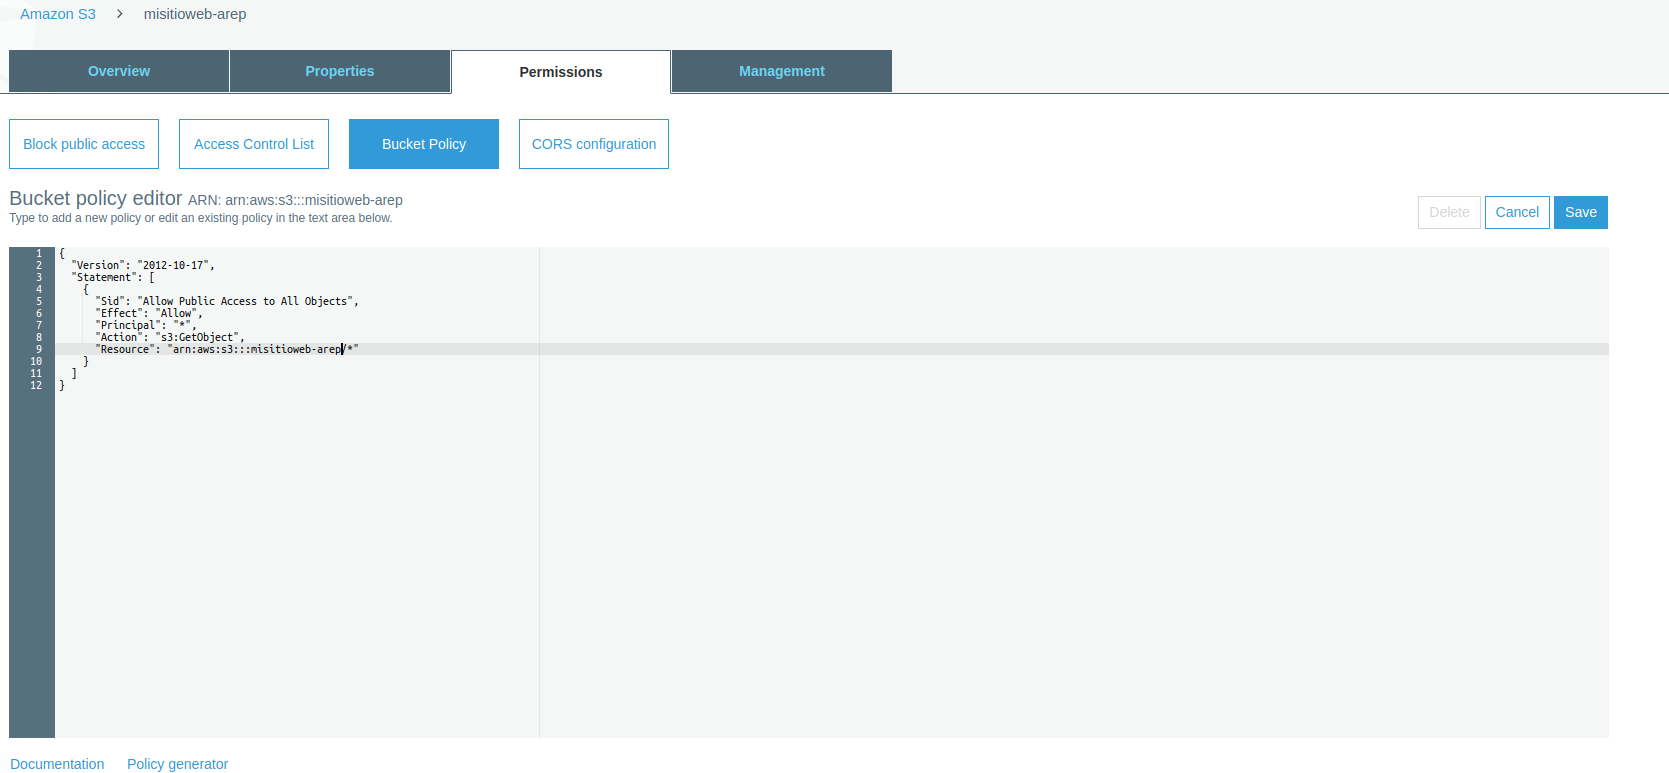 Amazon S3 > misitioweb-arep
Overview Properties Permissions Management
Block public access Access Control List Bucket Policy CORS configuration
Bucket policy editor ARN: arn:aws:s3:::misitioweb-arep
Type to add a new policy or edit an existing policy in the text area below.
Delete Cancel Save
1 {
2 "Version": "2012-10-17",
3 "Statement": [
4 {
5 "Sid": "Allow Public Access to All Objects",
6 "Effect": "Allow",
7 "Principal": "*",
8 "Action": "s3:GetObject",
9 "Resource": "arn:aws:s3:::misitioweb-arep/*"
10 }
11 ]
12 }
Documentation Policy generator